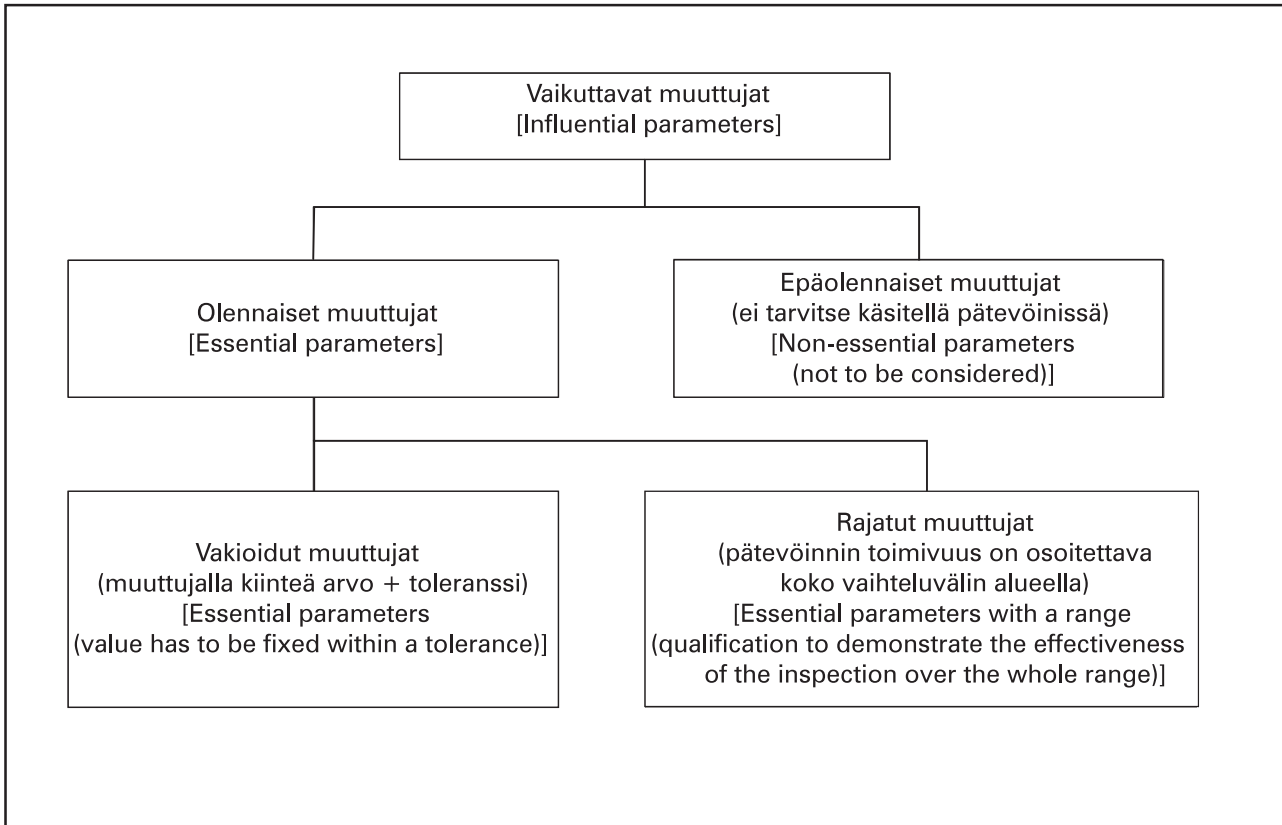 Vaikuttavat muuttujat
[Influential parameters]
Olennaiset muuttujat
[Essential parameters]
Epäolennaiset muuttujat
(ei tarvitse käsitellä pätevöinissä)
[Non-essential parameters
(not to be considered)]
Vakioidut muuttujat
(muuttujalla kiinteä arvo + toleranssi)
[Essential parameters
(value has to be fixed within a tolerance)]
Rajatut muuttujat
(pätevöinnin toimivuus on osoitettava
koko vaihteluvälin alueella)
[Essential parameters with a range
(qualification to demonstrate the effectiveness
of the inspection over the whole range)]